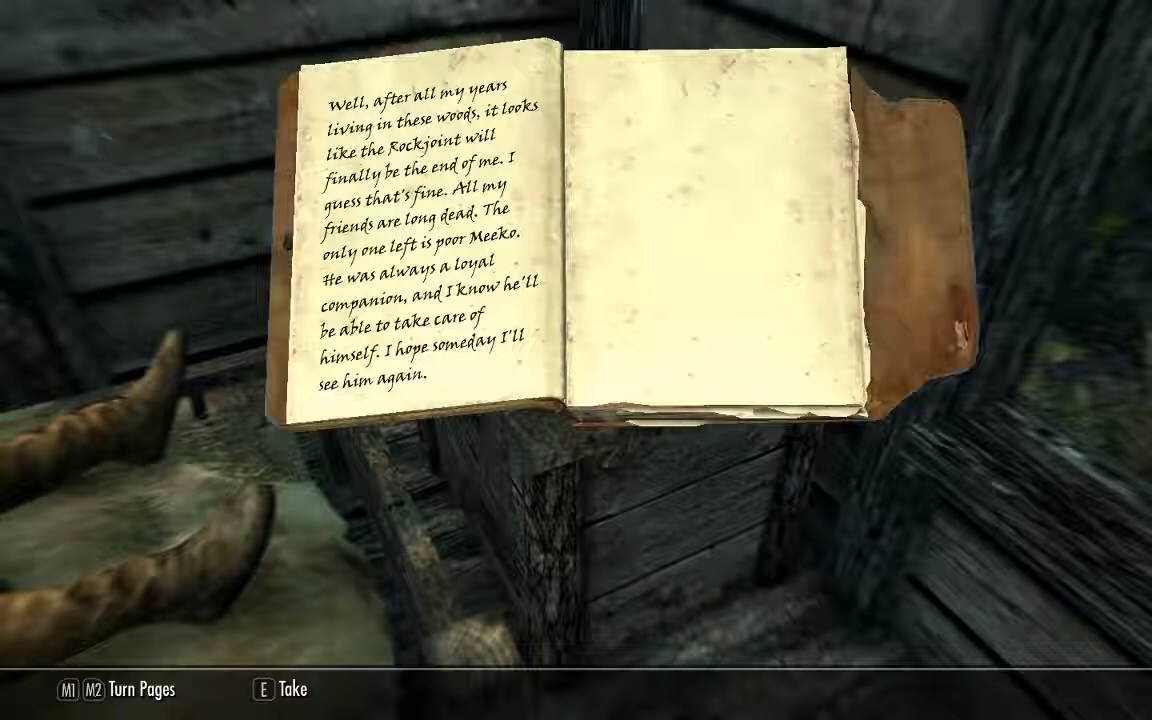 Well, after all my years
living in these woods, it looks
like the Rockjoint will
finally be the end of me. I
guess that's fine. All my
friends are long dead. The
only one left is poor Meeko.
He was always a loyal
companion, and I know he'll
be able to take care of
himself. I hope someday I'll
see him again.
M1 M2 Turn Pages E Take